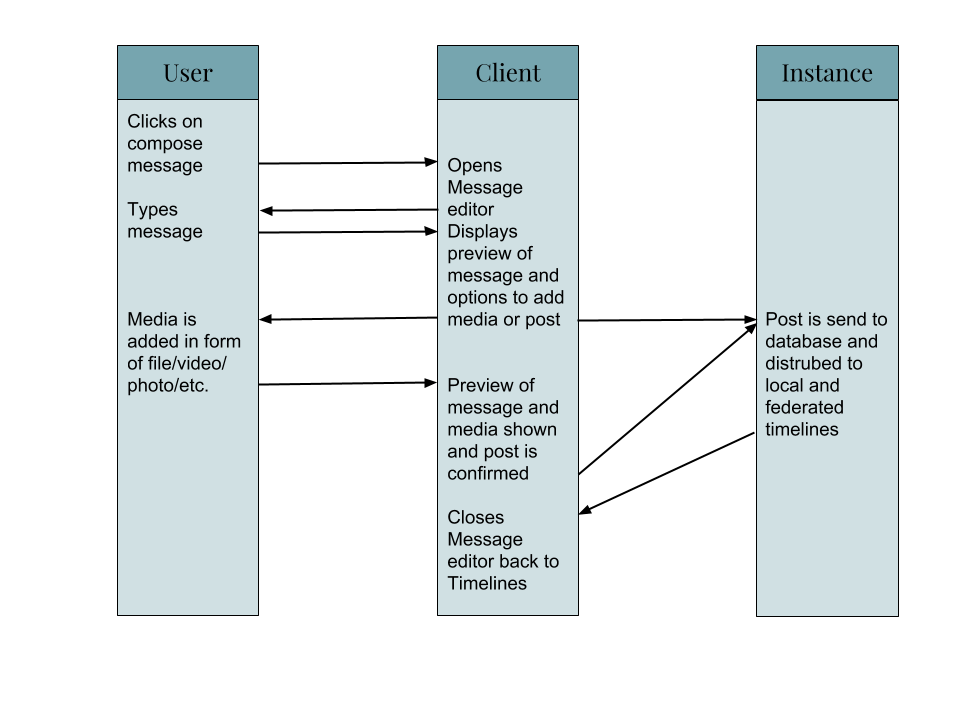 User
Clicks on
compose
message
Types
message
Media is
added in form
of file/video/
photo/etc.
Client
Opens
Message
editor
Displays
preview of
message and
options to add
media or post
Preview of
message and
media shown
and post is
confirmed
Closes
Message
editor back to
Timelines
Instance
Post is send to
database and
distrubed to
local and
federated
timelines